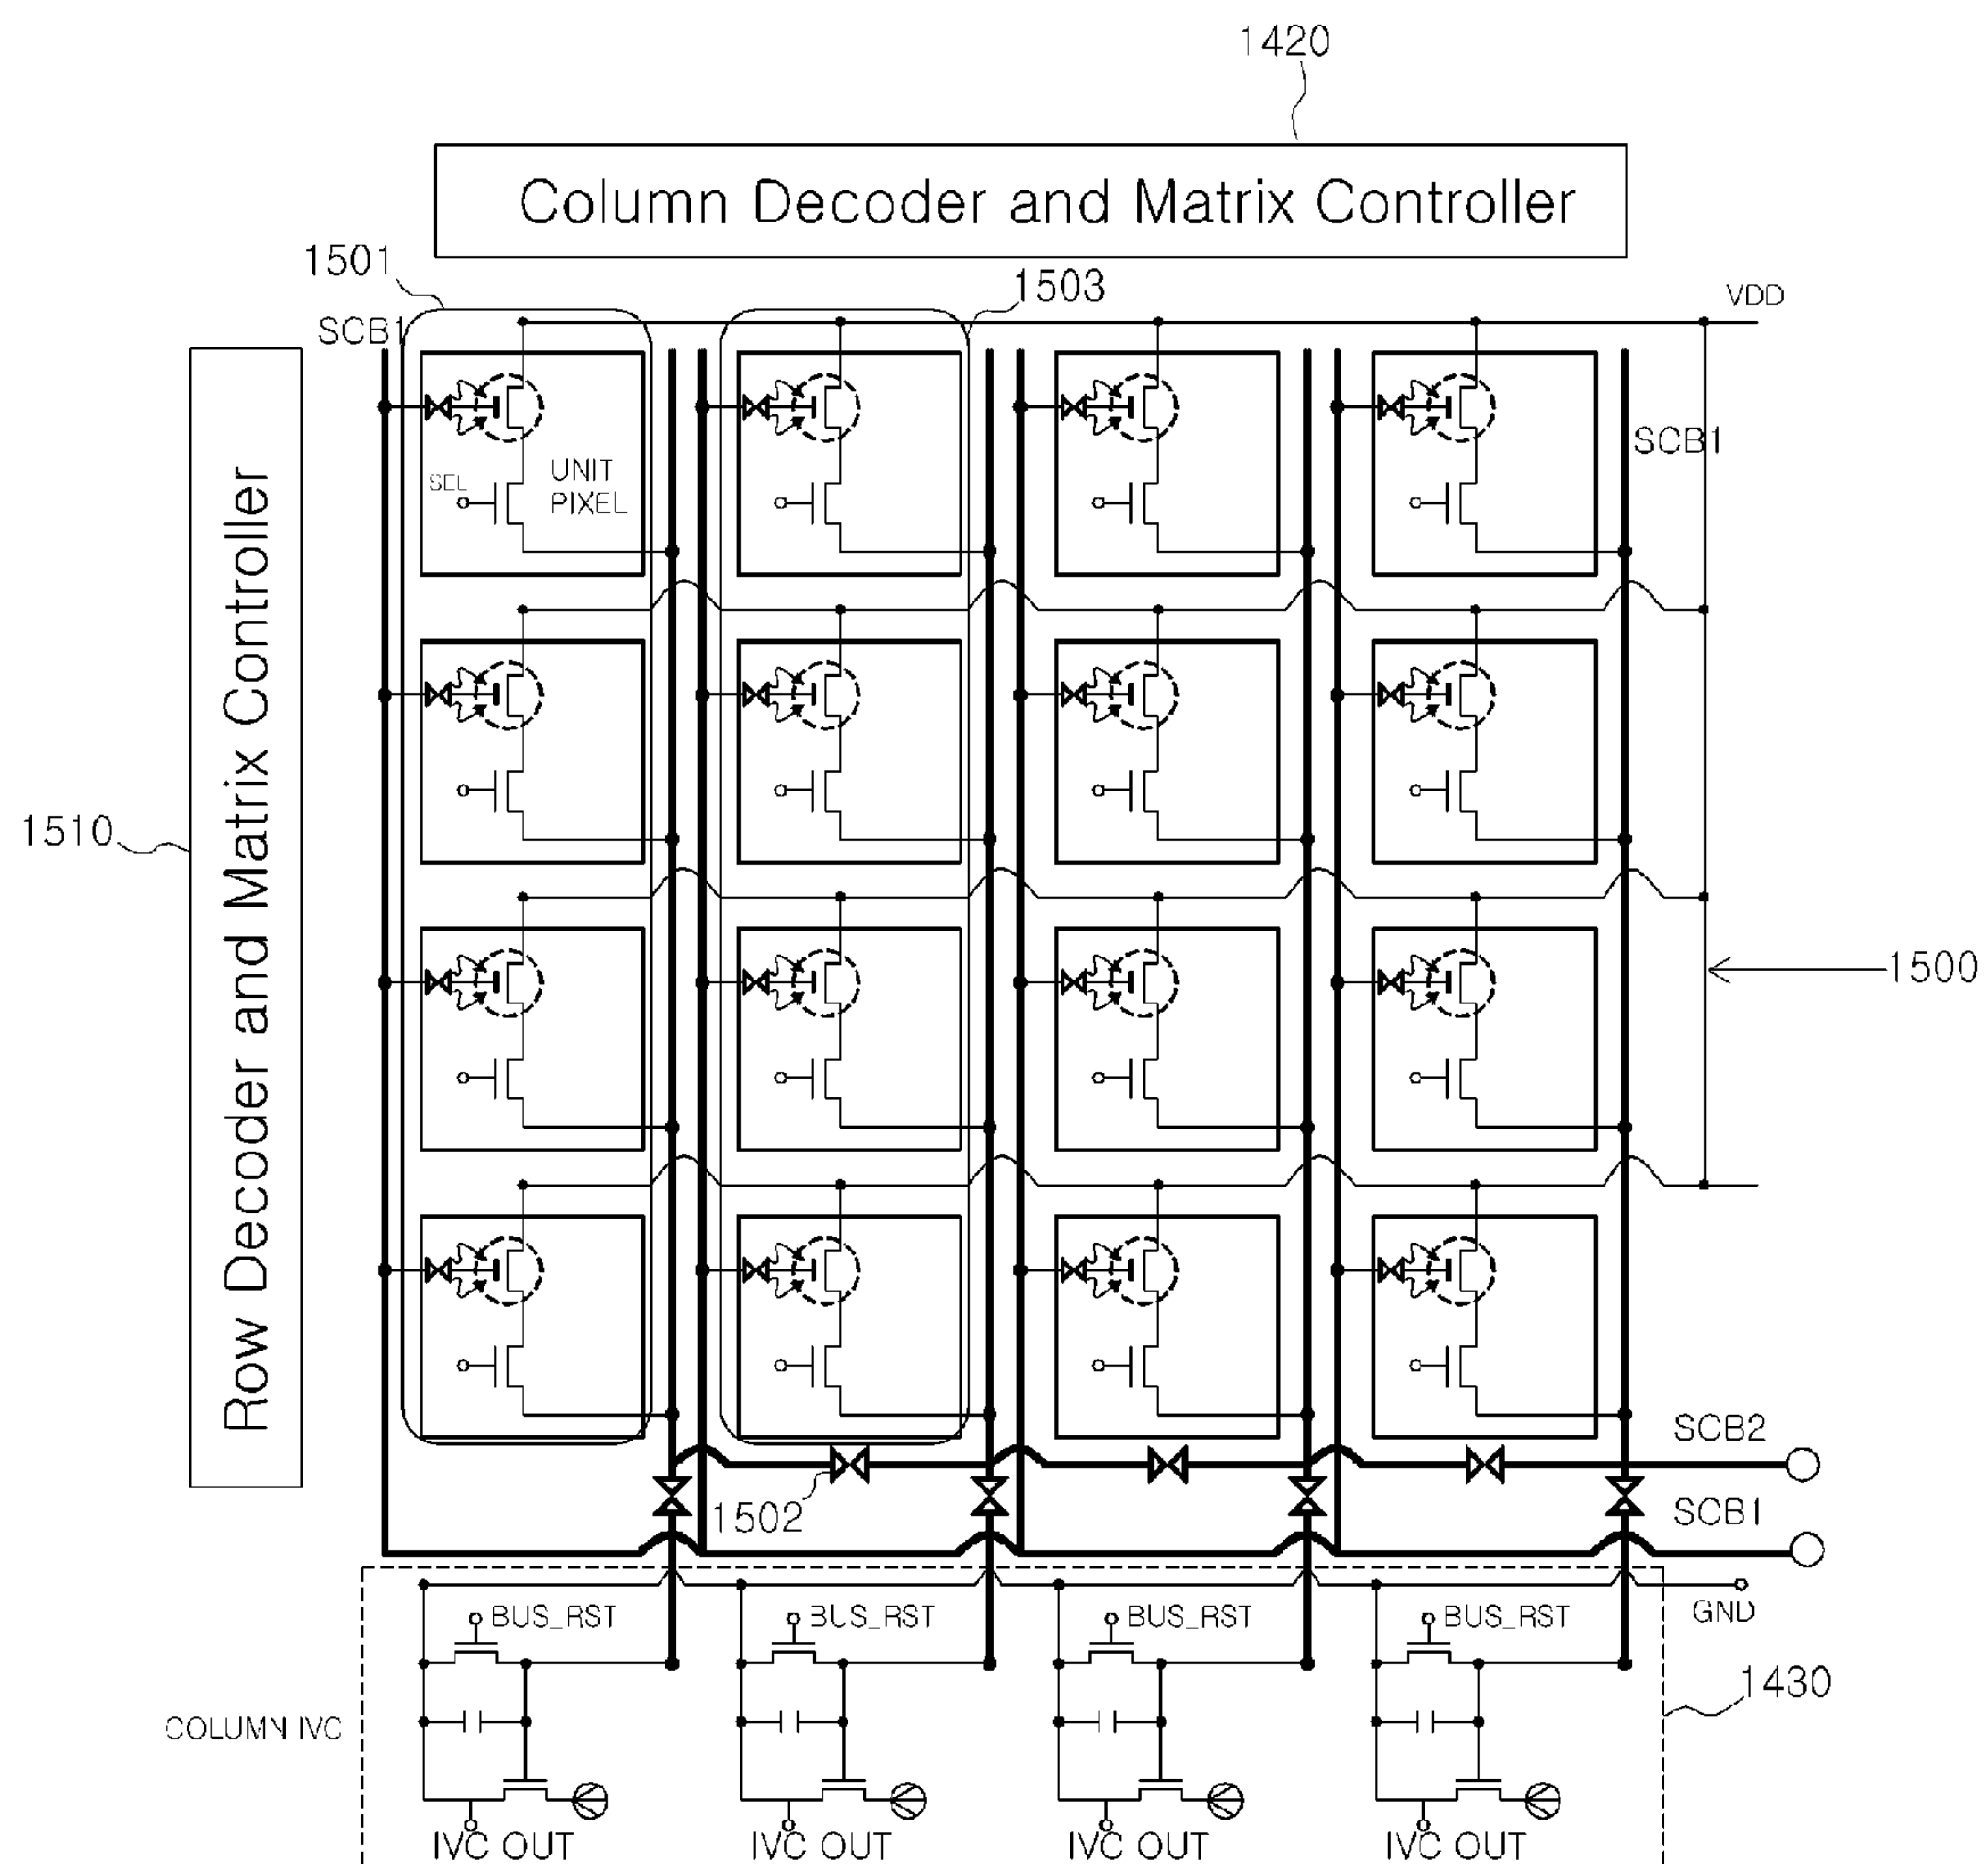 1420
Column Decoder and Matrix Controller
1501
1503
VDD
SCB1
SCB1
SEL
UNIT
PIXEL
Row Decoder and Matrix Controller
1510
1500
SCB2
1502
SCB1
GND
BUS_RST
BUS_RST
BUS_RST
BUS_RST
1430
COLUMN IVC
IVC OUT
IVC OUT
IVC OUT
IVC OUT